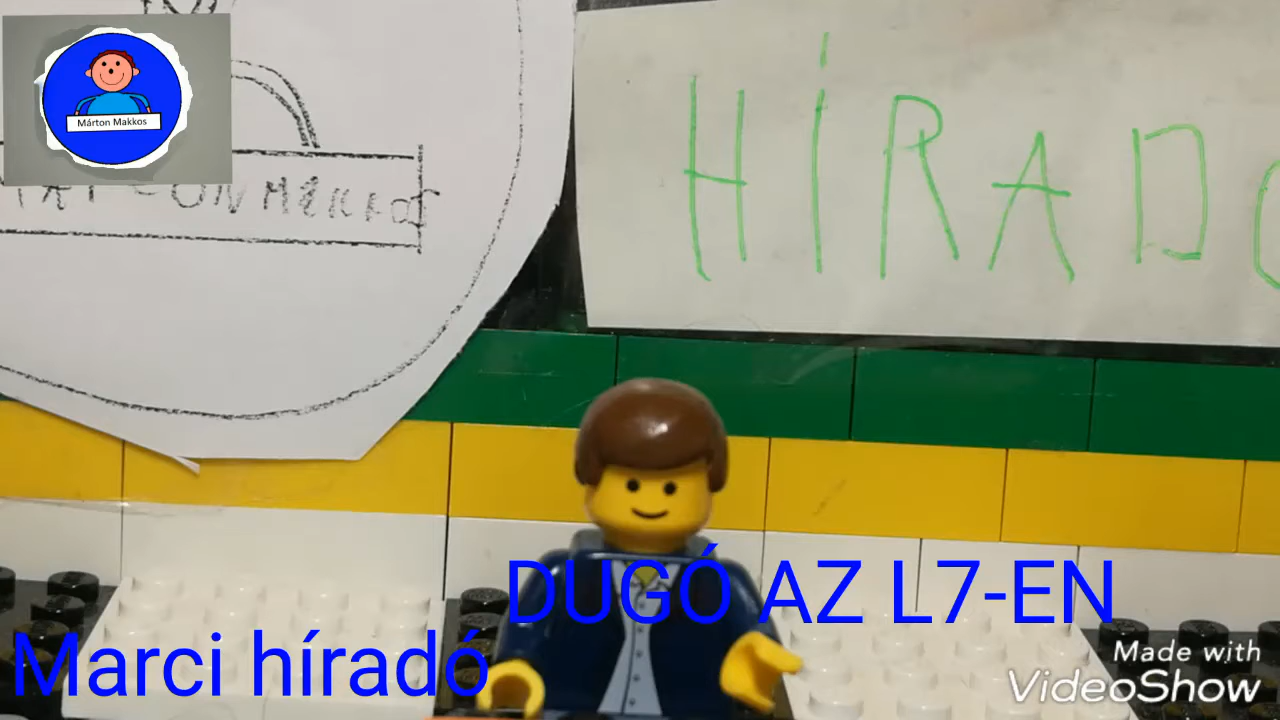 Márton Makkos
HÍRADÓ
DUGÓ AZ L7-EN
Marci híradó
Made with
VideoShow